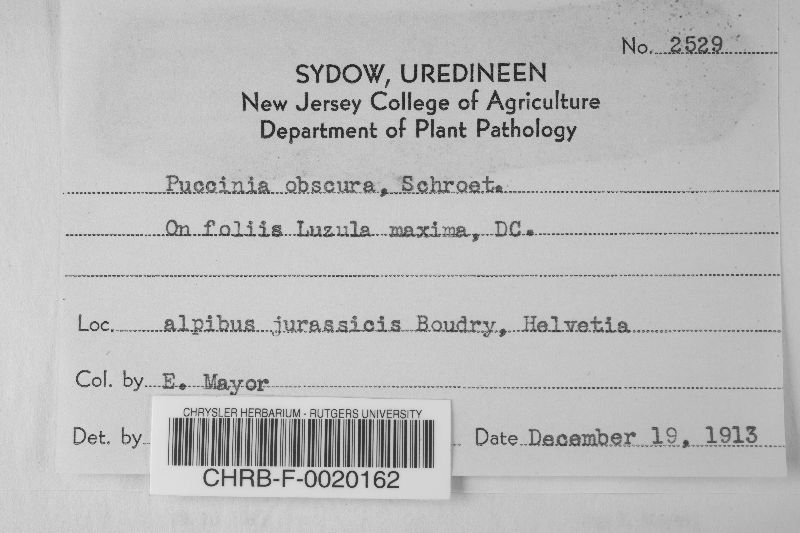 No. 2529
SYDOW, UREDINEEN
New Jersey College of Agriculture
Department of Plant Pathology
Puccinia obscura, Schroet.
On foliis Luzula maxima, DC.
Loc. alpibus jurassicis Boudry, Helvetia
Col. by E. Mayor
Det. by
Date December 19, 1913
CHRYSLER HERBARIUM - RUTGERS UNIVERSITY
CHRB-F-0020162